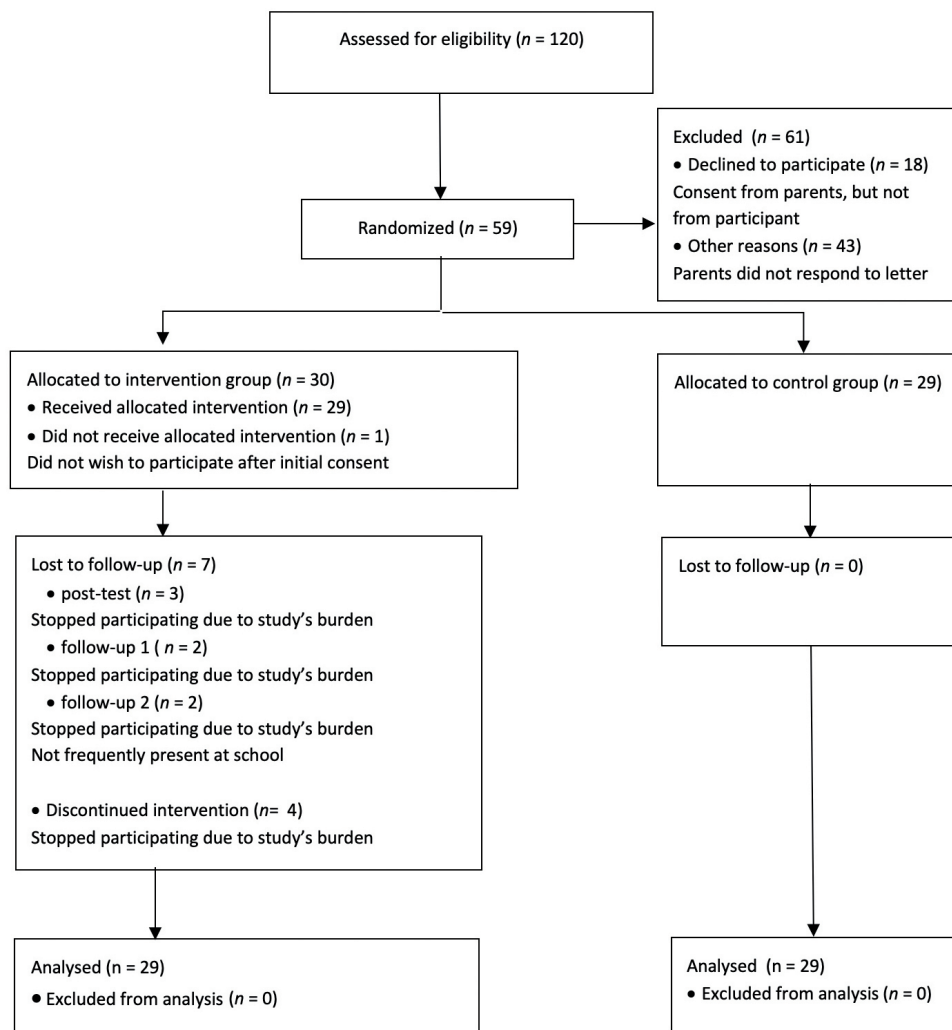 Assessed for eligibility (n = 120)
Excluded (n = 61)
• Declined to participate (n = 18)
Consent from parents, but not
from participant
• Other reasons (n = 43)
Parents did not respond to letter
Randomized (n = 59)
Allocated to intervention group (n = 30)
• Received allocated intervention (n = 29)
• Did not receive allocated intervention (n = 1)
Did not wish to participate after initial consent
Allocated to control group (n = 29)
Lost to follow-up (n = 7)
• post-test (n = 3)
Stopped participating due to study’s burden
• follow-up 1 ( n = 2)
Stopped participating due to study’s burden
• follow-up 2 (n = 2)
Stopped participating due to study’s burden
Not frequently present at school
• Discontinued intervention (n= 4)
Stopped participating due to study’s burden
Lost to follow-up (n = 0)
Analysed (n = 29)
• Excluded from analysis (n = 0)
Analysed (n = 29)
• Excluded from analysis (n = 0)